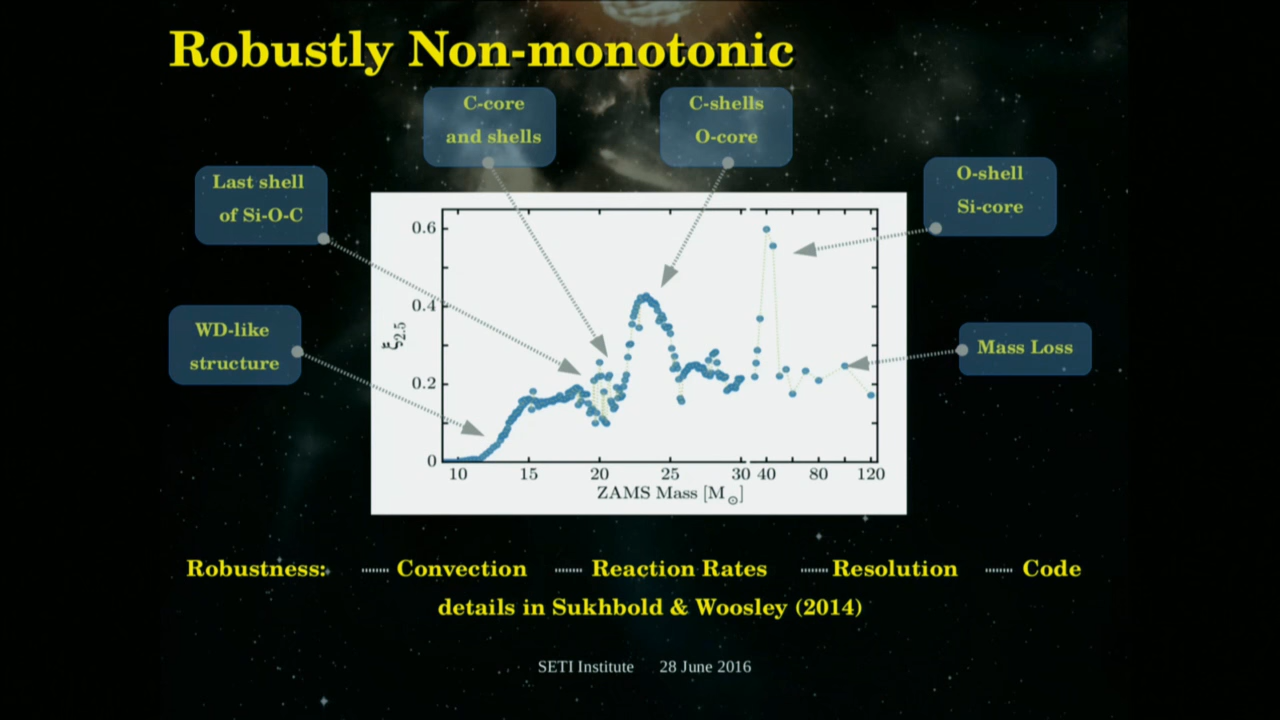 Robustly Non-monotonic
C-core
and shells
C-shells
O-core
Last shell
of Si-O-C
O-shell
Si-core
WD-like
structure
Mass Loss
0.6
0.4
0.2
0
ξ2.5
10 15 20 25 30 40 80 120
ZAMS Mass [M⊙]
Robustness: Convection Reaction Rates Resolution Code
details in Sukhbold & Woosley (2014)
SETI Institute 28 June 2016